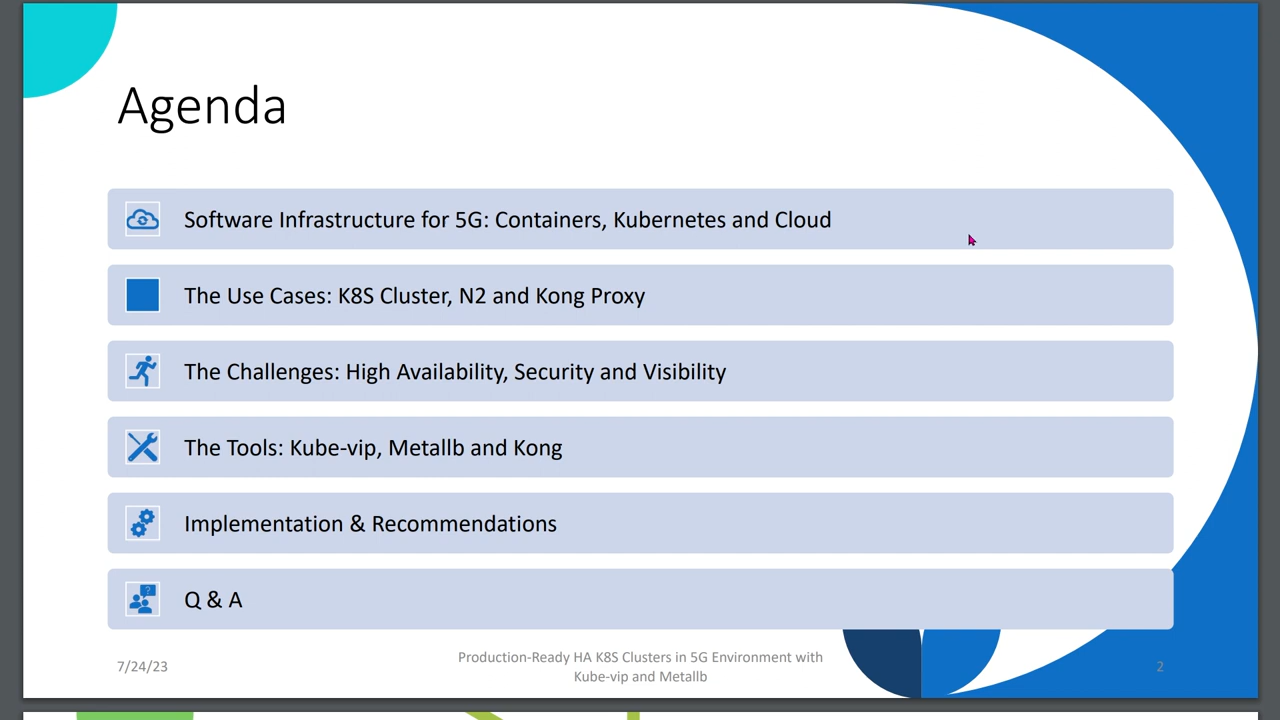 Agenda
Software Infrastructure for 5G: Containers, Kubernetes and Cloud
The Use Cases: K8S Cluster, N2 and Kong Proxy
The Challenges: High Availability, Security and Visibility
The Tools: Kube-vip, Metallb and Kong
Implementation & Recommendations
Q & A
7/24/23
Production-Ready HA K8S Clusters in 5G Environment with
Kube-vip and Metallb
2